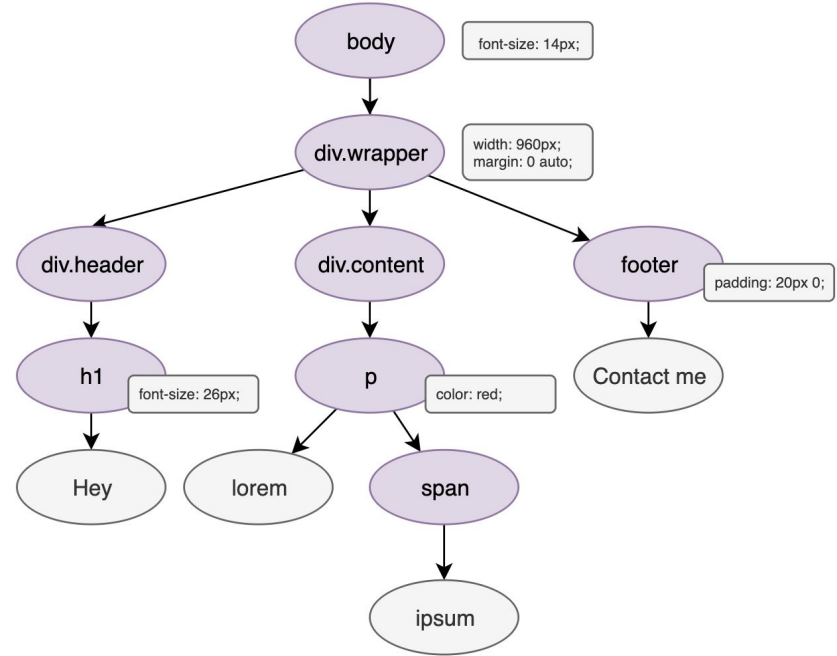 body
font-size: 14px;
div.wrapper
width: 960px;
margin: 0 auto;
div.header
div.content
footer
padding: 20px 0;
h1
font-size: 26px;
p
color: red;
Contact me
Hey
lorem
span
ipsum